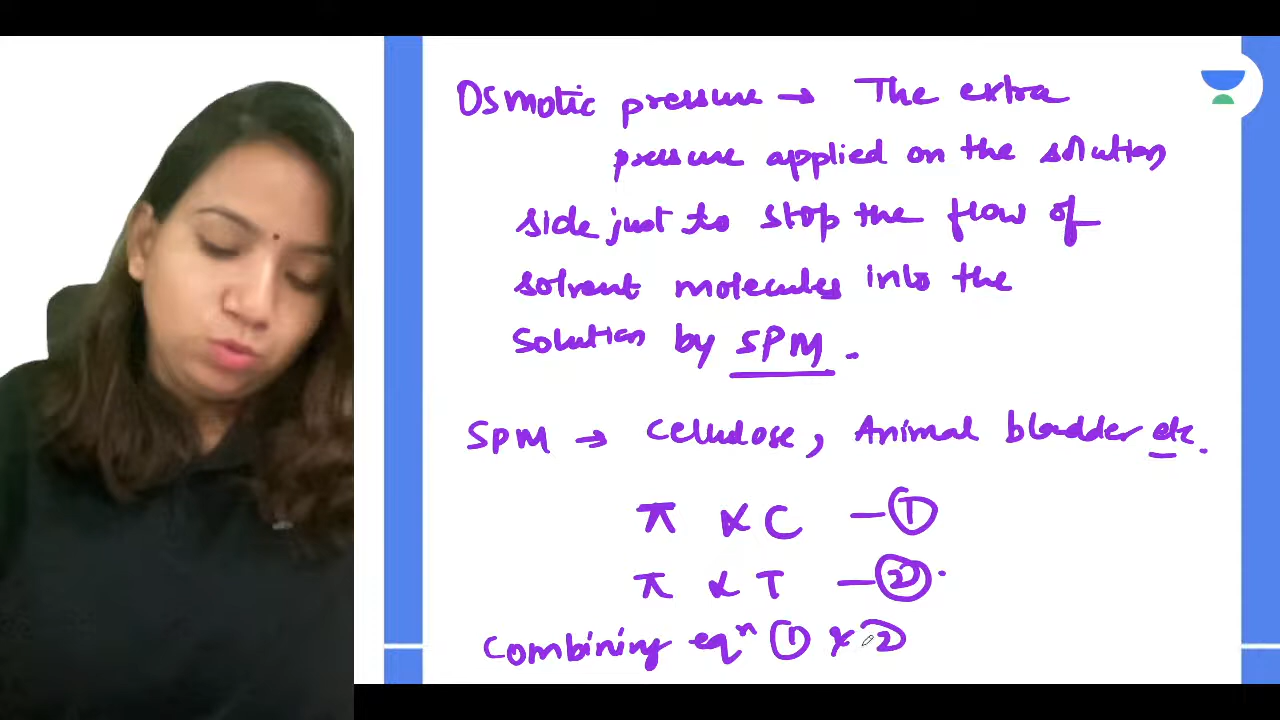 Osmotic pressure → The extra
pressure applied on the solution
side just to stop the flow of
solvent molecules into the
solution by SPM.
SPM → Cellulose, Animal bladder etc.
π ∝ C — ①
π ∝ T — ②.
Combining eqⁿ ① & 2